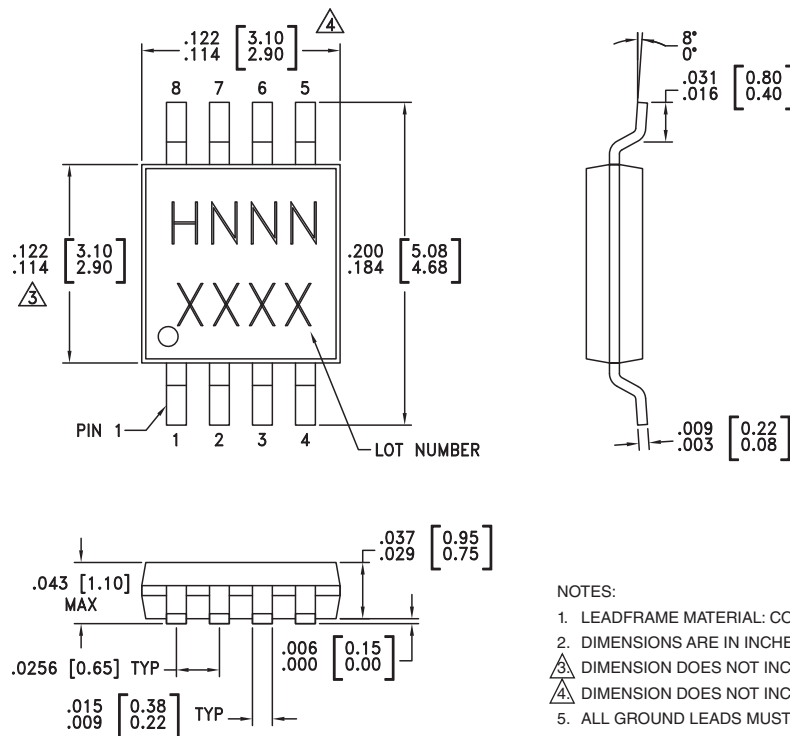 4
.122 [3.10]
.114 [2.90]
8 7 6 5
HNNN
XXXX
.122 [3.10]
.114 [2.90]
3
.200 [5.08]
.184 [4.68]
PIN 1
1 2 3 4
LOT NUMBER
8°
0°
.031 [0.80]
.016 [0.40]
.009 [0.22]
.003 [0.08]
.037 [0.95]
.029 [0.75]
.043 [1.10]
MAX
.006 [0.15]
.000 [0.00]
.0256 [0.65] TYP
.015 [0.38]
.009 [0.22]
TYP
NOTES:
1. LEADFRAME MATERIAL: CO
2. DIMENSIONS ARE IN INCHE
3. DIMENSION DOES NOT INC
4. DIMENSION DOES NOT INC
5. ALL GROUND LEADS MUST